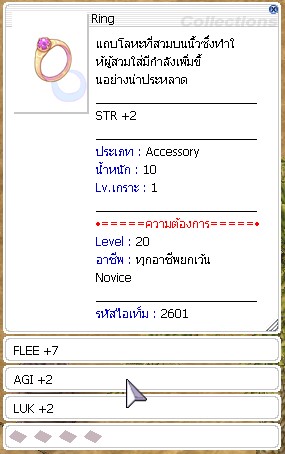 Ring
Collections
แถบโลหะที่สวมบนนิ้วซึ่งทำใ
ห้ผู้สวมใส่มีกำลังเพิ่มขึ้
นอย่างน่าประหลาด
STR +2
ประเภท : Accessory
น้ำหนัก : 10
Lv.เกราะ : 1
•=====ความต้องการ=====•
Level : 20
อาชีพ : ทุกอาชีพยกเว้น
Novice
รหัสไอเท็ม : 2601
FLEE +7
AGI +2
LUK +2